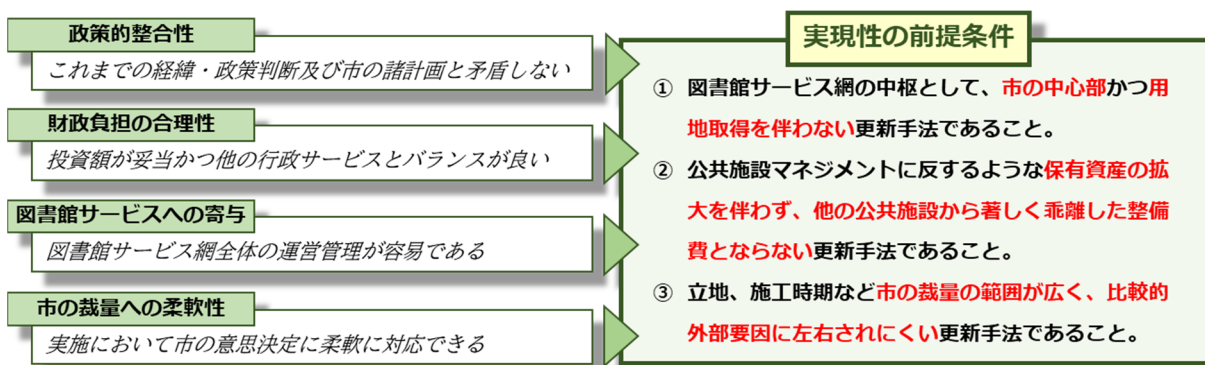 政策的整合性
これまでの経緯・政策判断及び市の諸計画と矛盾しない
財政負担の合理性
投資額が妥当かつ他の行政サービスとバランスが良い
図書館サービスへの寄与
図書館サービス網全体の運営管理が容易である
市の裁量への柔軟性
実施において市の意思決定に柔軟に対応できる
実現性の前提条件
① 図書館サービス網の中枢として、市の中心部かつ用
地取得を伴わない更新手法であること。
② 公共施設マネジメントに反するような保有資産の拡
大を伴わず、他の公共施設から著しく乖離した整備
費とならない更新手法であること。
③ 立地、施工時期など市の裁量の範囲が広く、比較的
外部要因に左右されにくい更新手法であること。